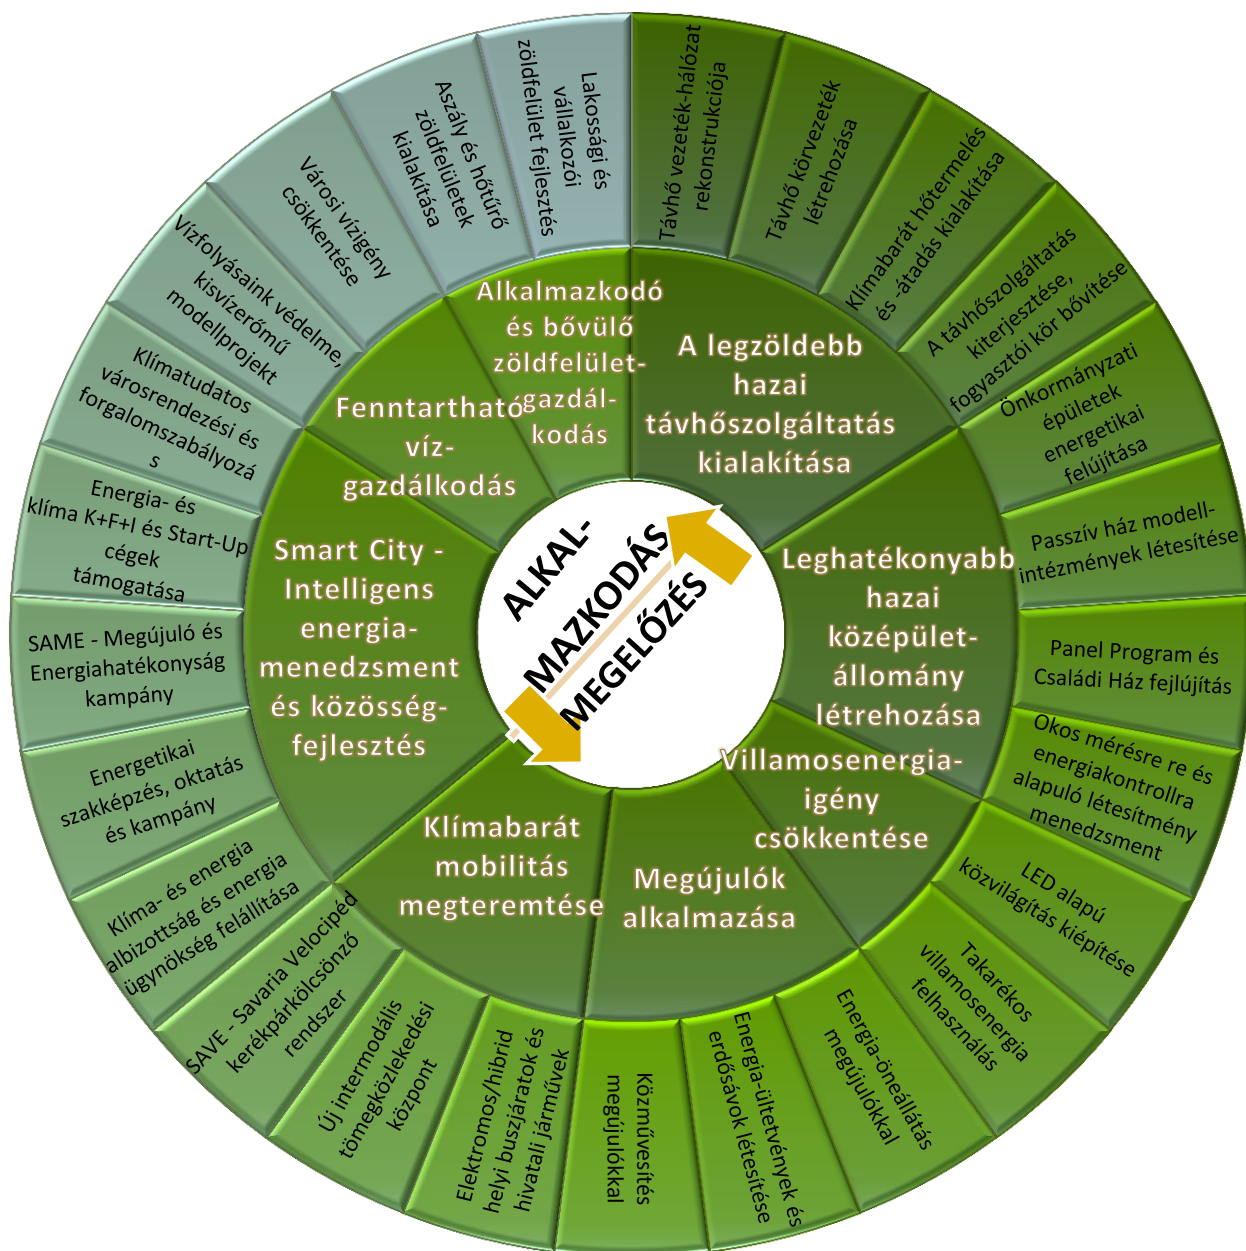 ALKAL-
MAZKODÁS
MEGELŐZÉS
A legzöldebb
hazai
távhőszolgáltatás
kialakítása
Leghatékonyabb
hazai
középület-
állomány
létrehozása
Villamosenergia-
igény
csökkentése
Megújulók
alkalmazása
Klímabarát
mobilitás
megteremtése
Smart City -
Intelligens
energia-
menedzsment
és közösség-
fejlesztés
Fenntartható
víz-
gazdálkodás
Alkalmazkodó
és bővülő
zöldfelület-
gazdál-
kodás
Távhő vezeték-hálózat
rekonstrukciója
Távhő körvezeték
létrehozása
Klímabarát hőtermelés
és -átadás kialakítása
A távhőszolgáltatás
kiterjesztése,
fogyasztói kör bővítése
Önkormányzati
épületek
energetikai
felújítása
Passzív ház modell-
intézmények létesítése
Panel Program és
Családi Ház fejlújítás
Okos mérésre re és
energiakontrollra
alapuló létesítmény
menedzsment
LED alapú
közvilágítás kiépítése
Takarékos
villamosenergia
felhasználás
Energia-önellátás
megújulókkal
Energia-ültetvények és
erdősávok létesítése
Közművesítés
megújulókkal
Elektromos/hibrid
helyi buszjáratok és
hivatali járművek
Új intermodális
tömegközlekedési
központ
SAVE - Savaria Velocipéd
kerékpárkölcsönző
rendszer
Klíma- és energia
albizottság és energia
ügynökség felállítása
Energetikai
szakképzés, oktatás
és kampány
SAME - Megújuló és
Energiahatékonyság
kampány
Energia- és
klíma K+F+I és Start-Up
cégek
támogatása
Klímatudatos
városrendezési és
forgalomszabályozá
s
Vízfolyásaink védelme,
kisvízerőmű
modellprojekt
Városi vízigény
csökkentése
Aszály és hőtűrő
zöldfelületek
kialakítása
Lakossági és
vállalkozói
zöldfelület fejlesztés